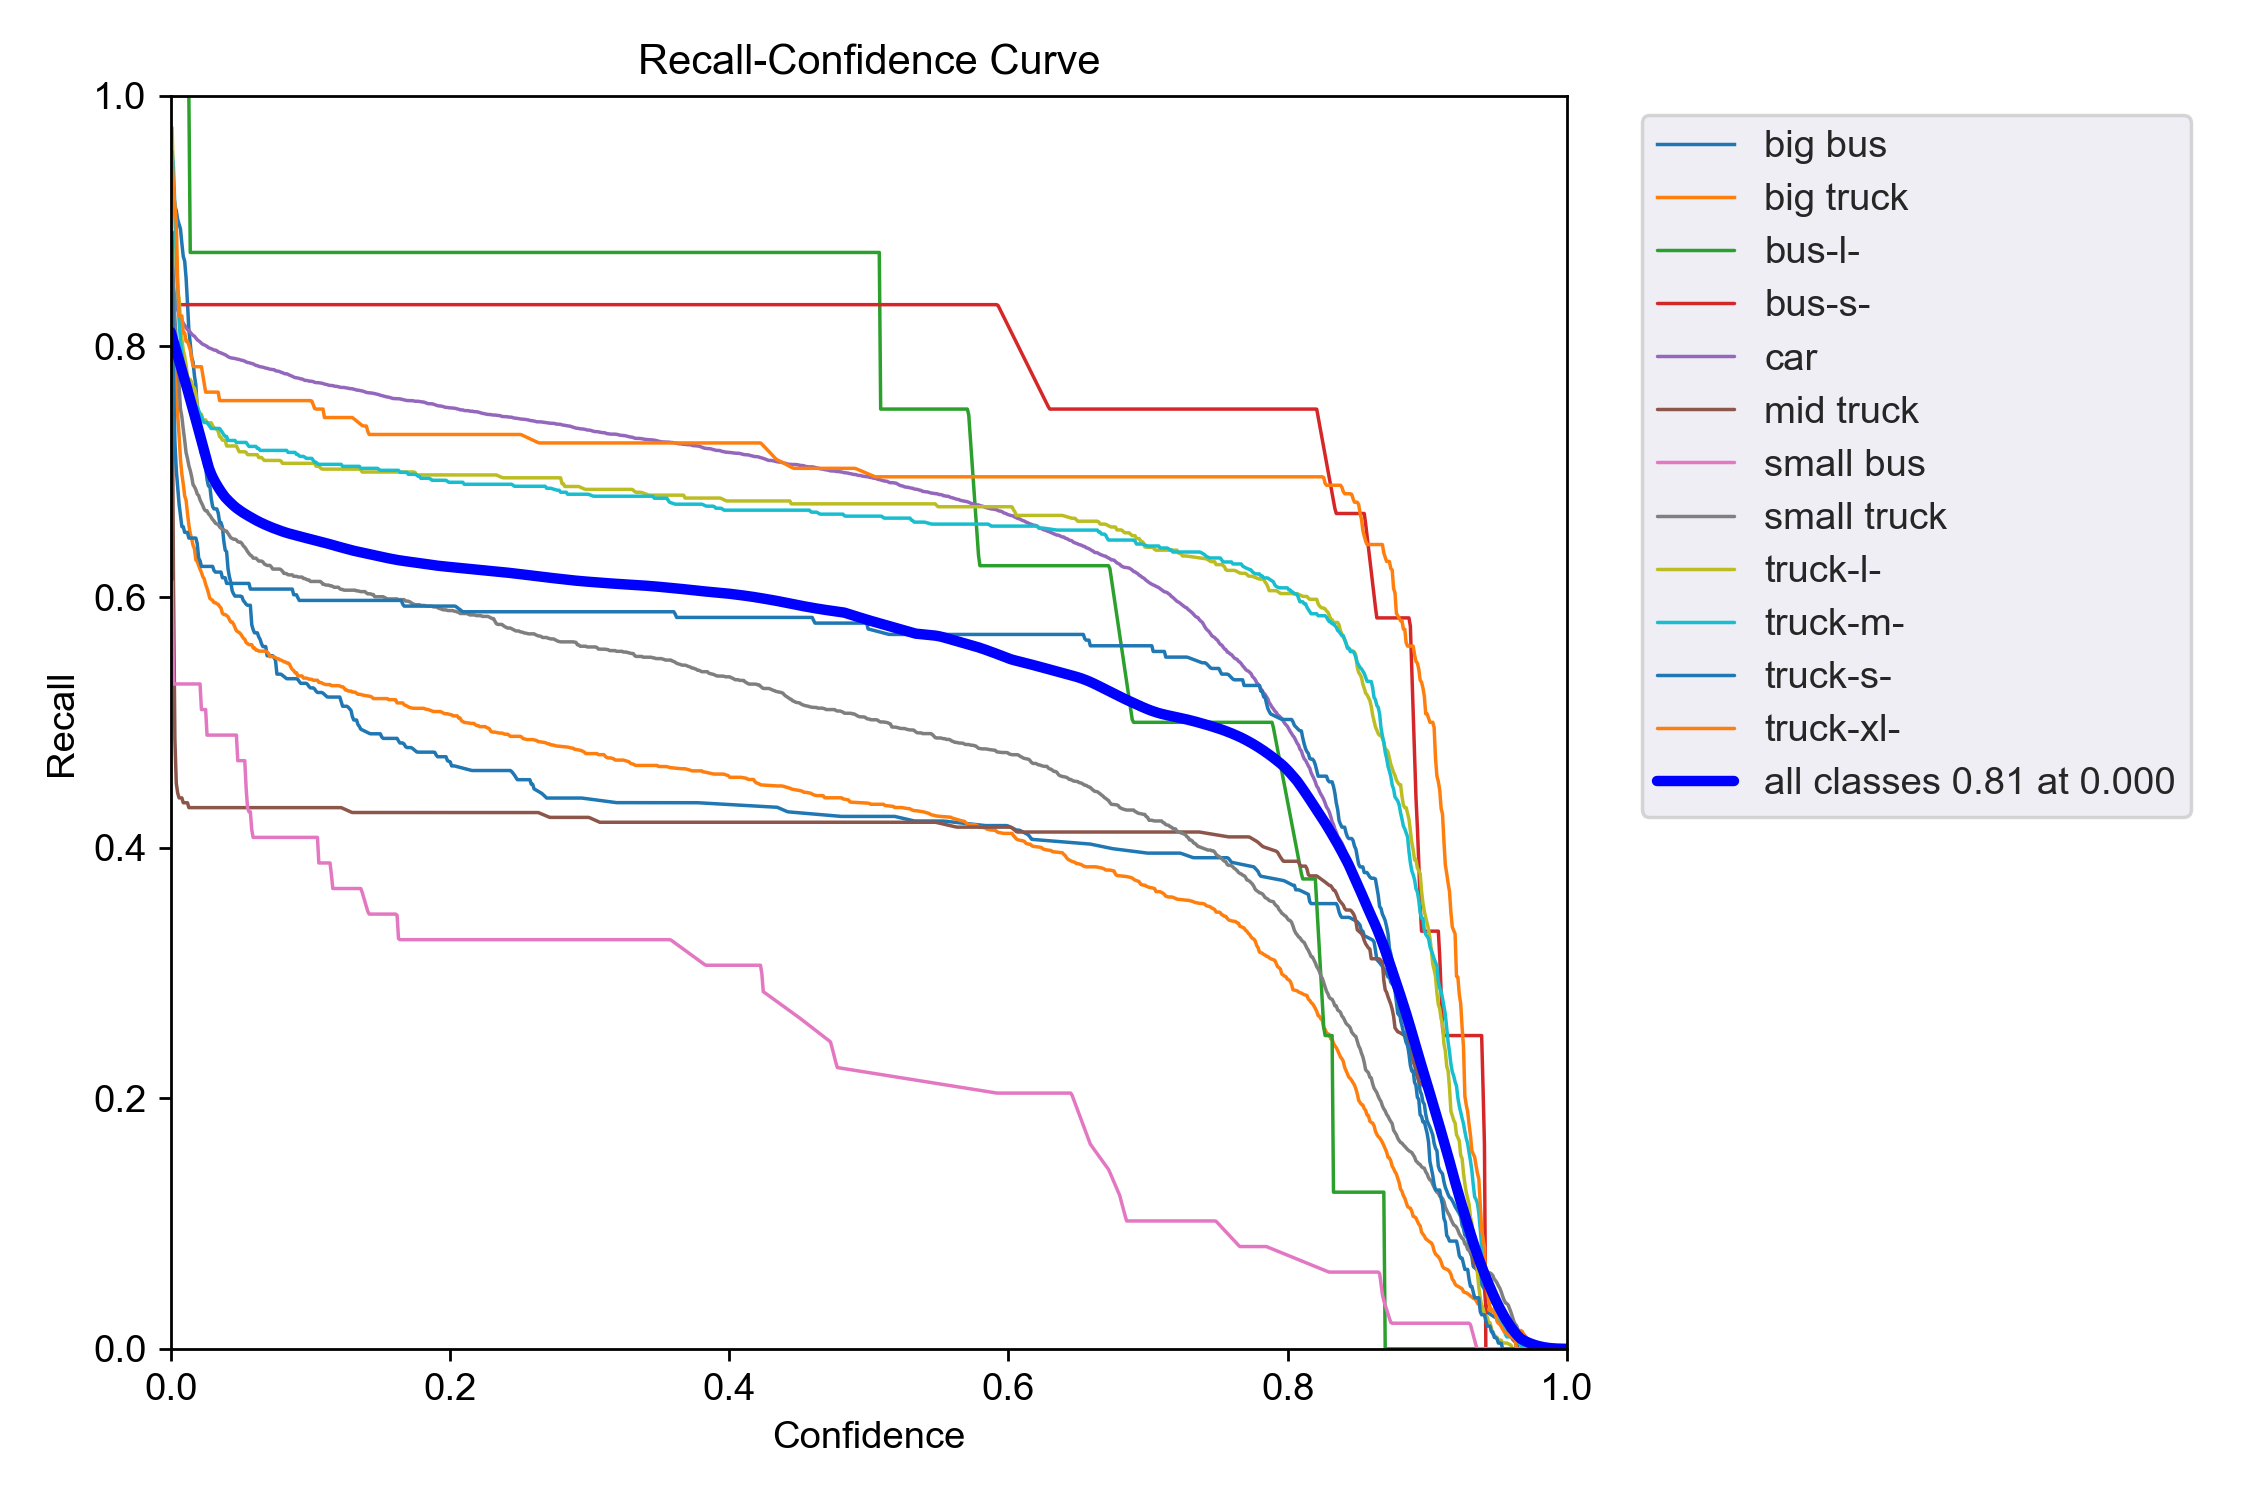 Recall-Confidence Curve
1.0
0.8
0.6
0.4
0.2
0.0
Recall
0.0 0.2 0.4 0.6 0.8 1.0
Confidence
big bus
big truck
bus-l-
bus-s-
car
mid truck
small bus
small truck
truck-l-
truck-m-
truck-s-
truck-xl-
all classes 0.81 at 0.000